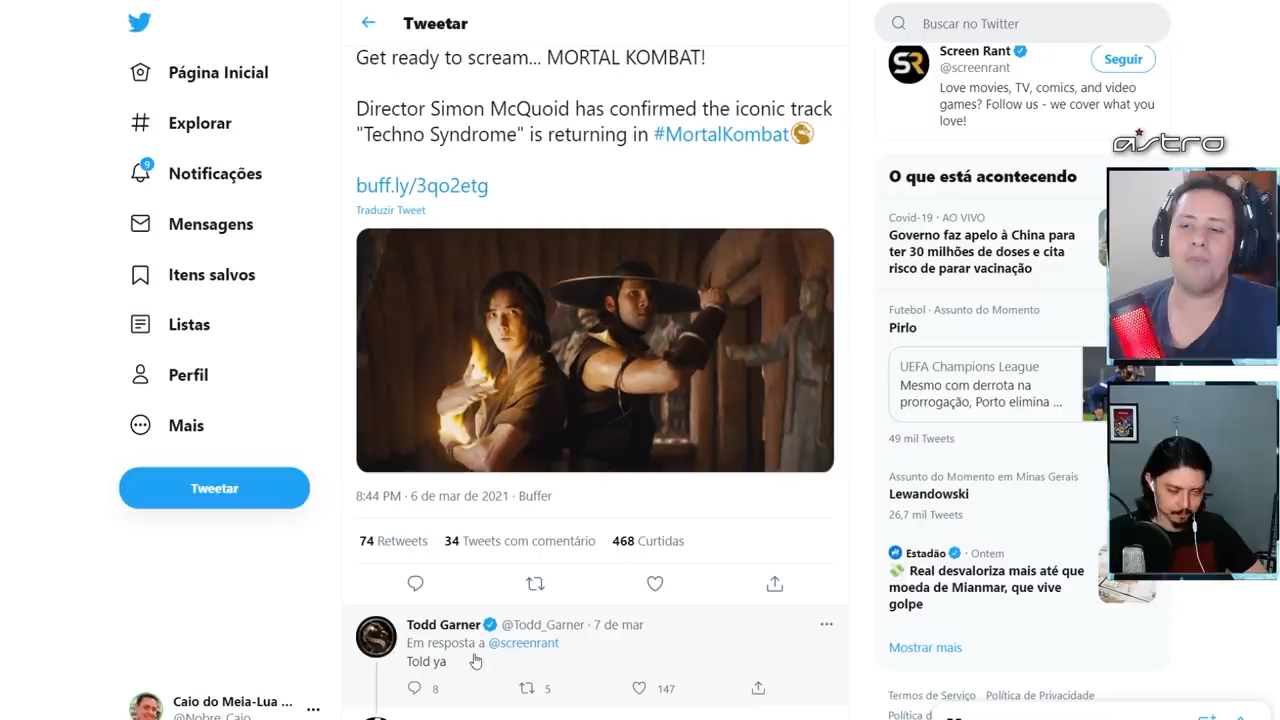 Página Inicial
Explorar
9
Notificações
Mensagens
Itens salvos
Listas
Perfil
Mais
Tweetar
Caio do Meia-Lua ...
@Nobre_Caio
Tweetar
Get ready to scream... MORTAL KOMBAT!
Director Simon McQuoid has confirmed the iconic track
"Techno Syndrome" is returning in #MortalKombat
buff.ly/3qo2etg
Traduzir Tweet
8:44 PM · 6 de mar de 2021 · Buffer
74 Retweets 34 Tweets com comentário 468 Curtidas
Todd Garner @Todd_Garner · 7 de mar
Em resposta a @screenrant
Told ya
8 5 147
Buscar no Twitter
SR
Screen Rant
@screenrant
Seguir
Love movies, TV, comics, and video
games? Follow us - we cover what you
love!
astro
O que está acontecendo
Covid-19 · AO VIVO
Governo faz apelo à China para
ter 30 milhões de doses e cita
risco de parar vacinação
Futebol · Assunto do Momento
Pirlo
UEFA Champions League
Mesmo com derrota na
prorrogação, Porto elimina ...
49 mil Tweets
Assunto do Momento em Minas Gerais
Lewandowski
26,7 mil Tweets
Estadão · Ontem
Real desvaloriza mais até que
moeda de Mianmar, que vive
golpe
Mostrar mais
Termos de Serviço Política de Privacidade